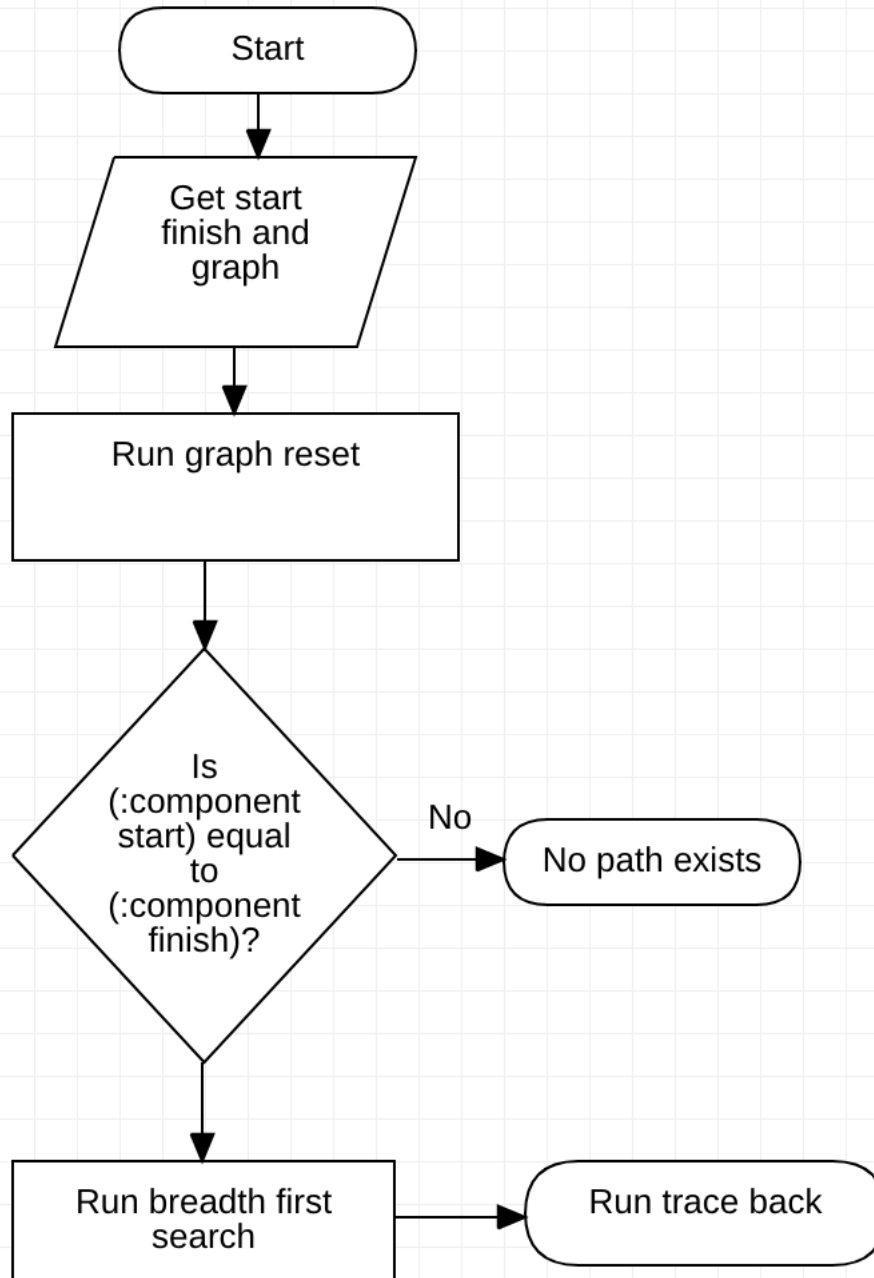 Start
Get start
finish and
graph
Run graph reset
Is
(:component
start) equal
to
(:component
finish)?
No
No path exists
Run breadth first
search
Run trace back